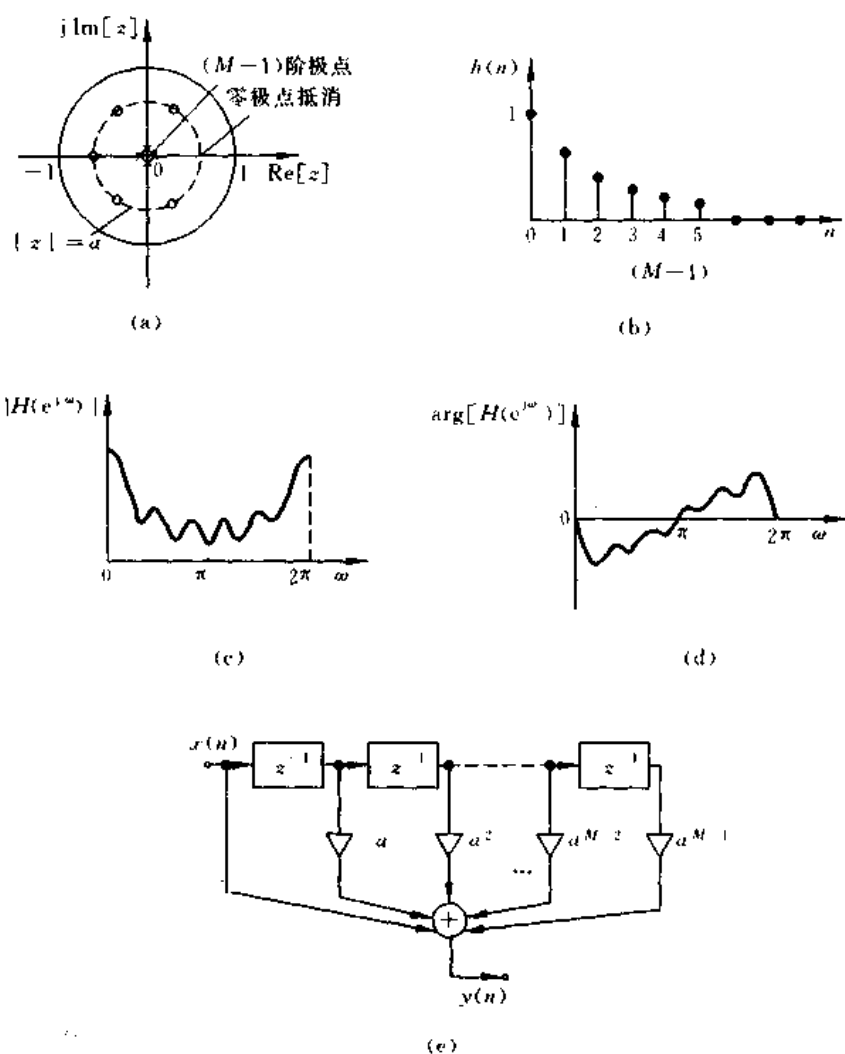 j Im[z]
(M-1)阶极点
零极点抵消
-1
0
1
Re[z]
|z|=a
(a)
h(n)
1
0 1 2 3 4 5
n
(M-1)
(b)
|H(e^{jω})|
0
π
2π
ω
(c)
arg[H(e^{jω})]
0
π
2π
ω
(d)
x(n)
z^{-1}
z^{-1}
z^{-1}
a
a^2
a^{M-2}
a^{M-1}
...
+
y(n)
(e)